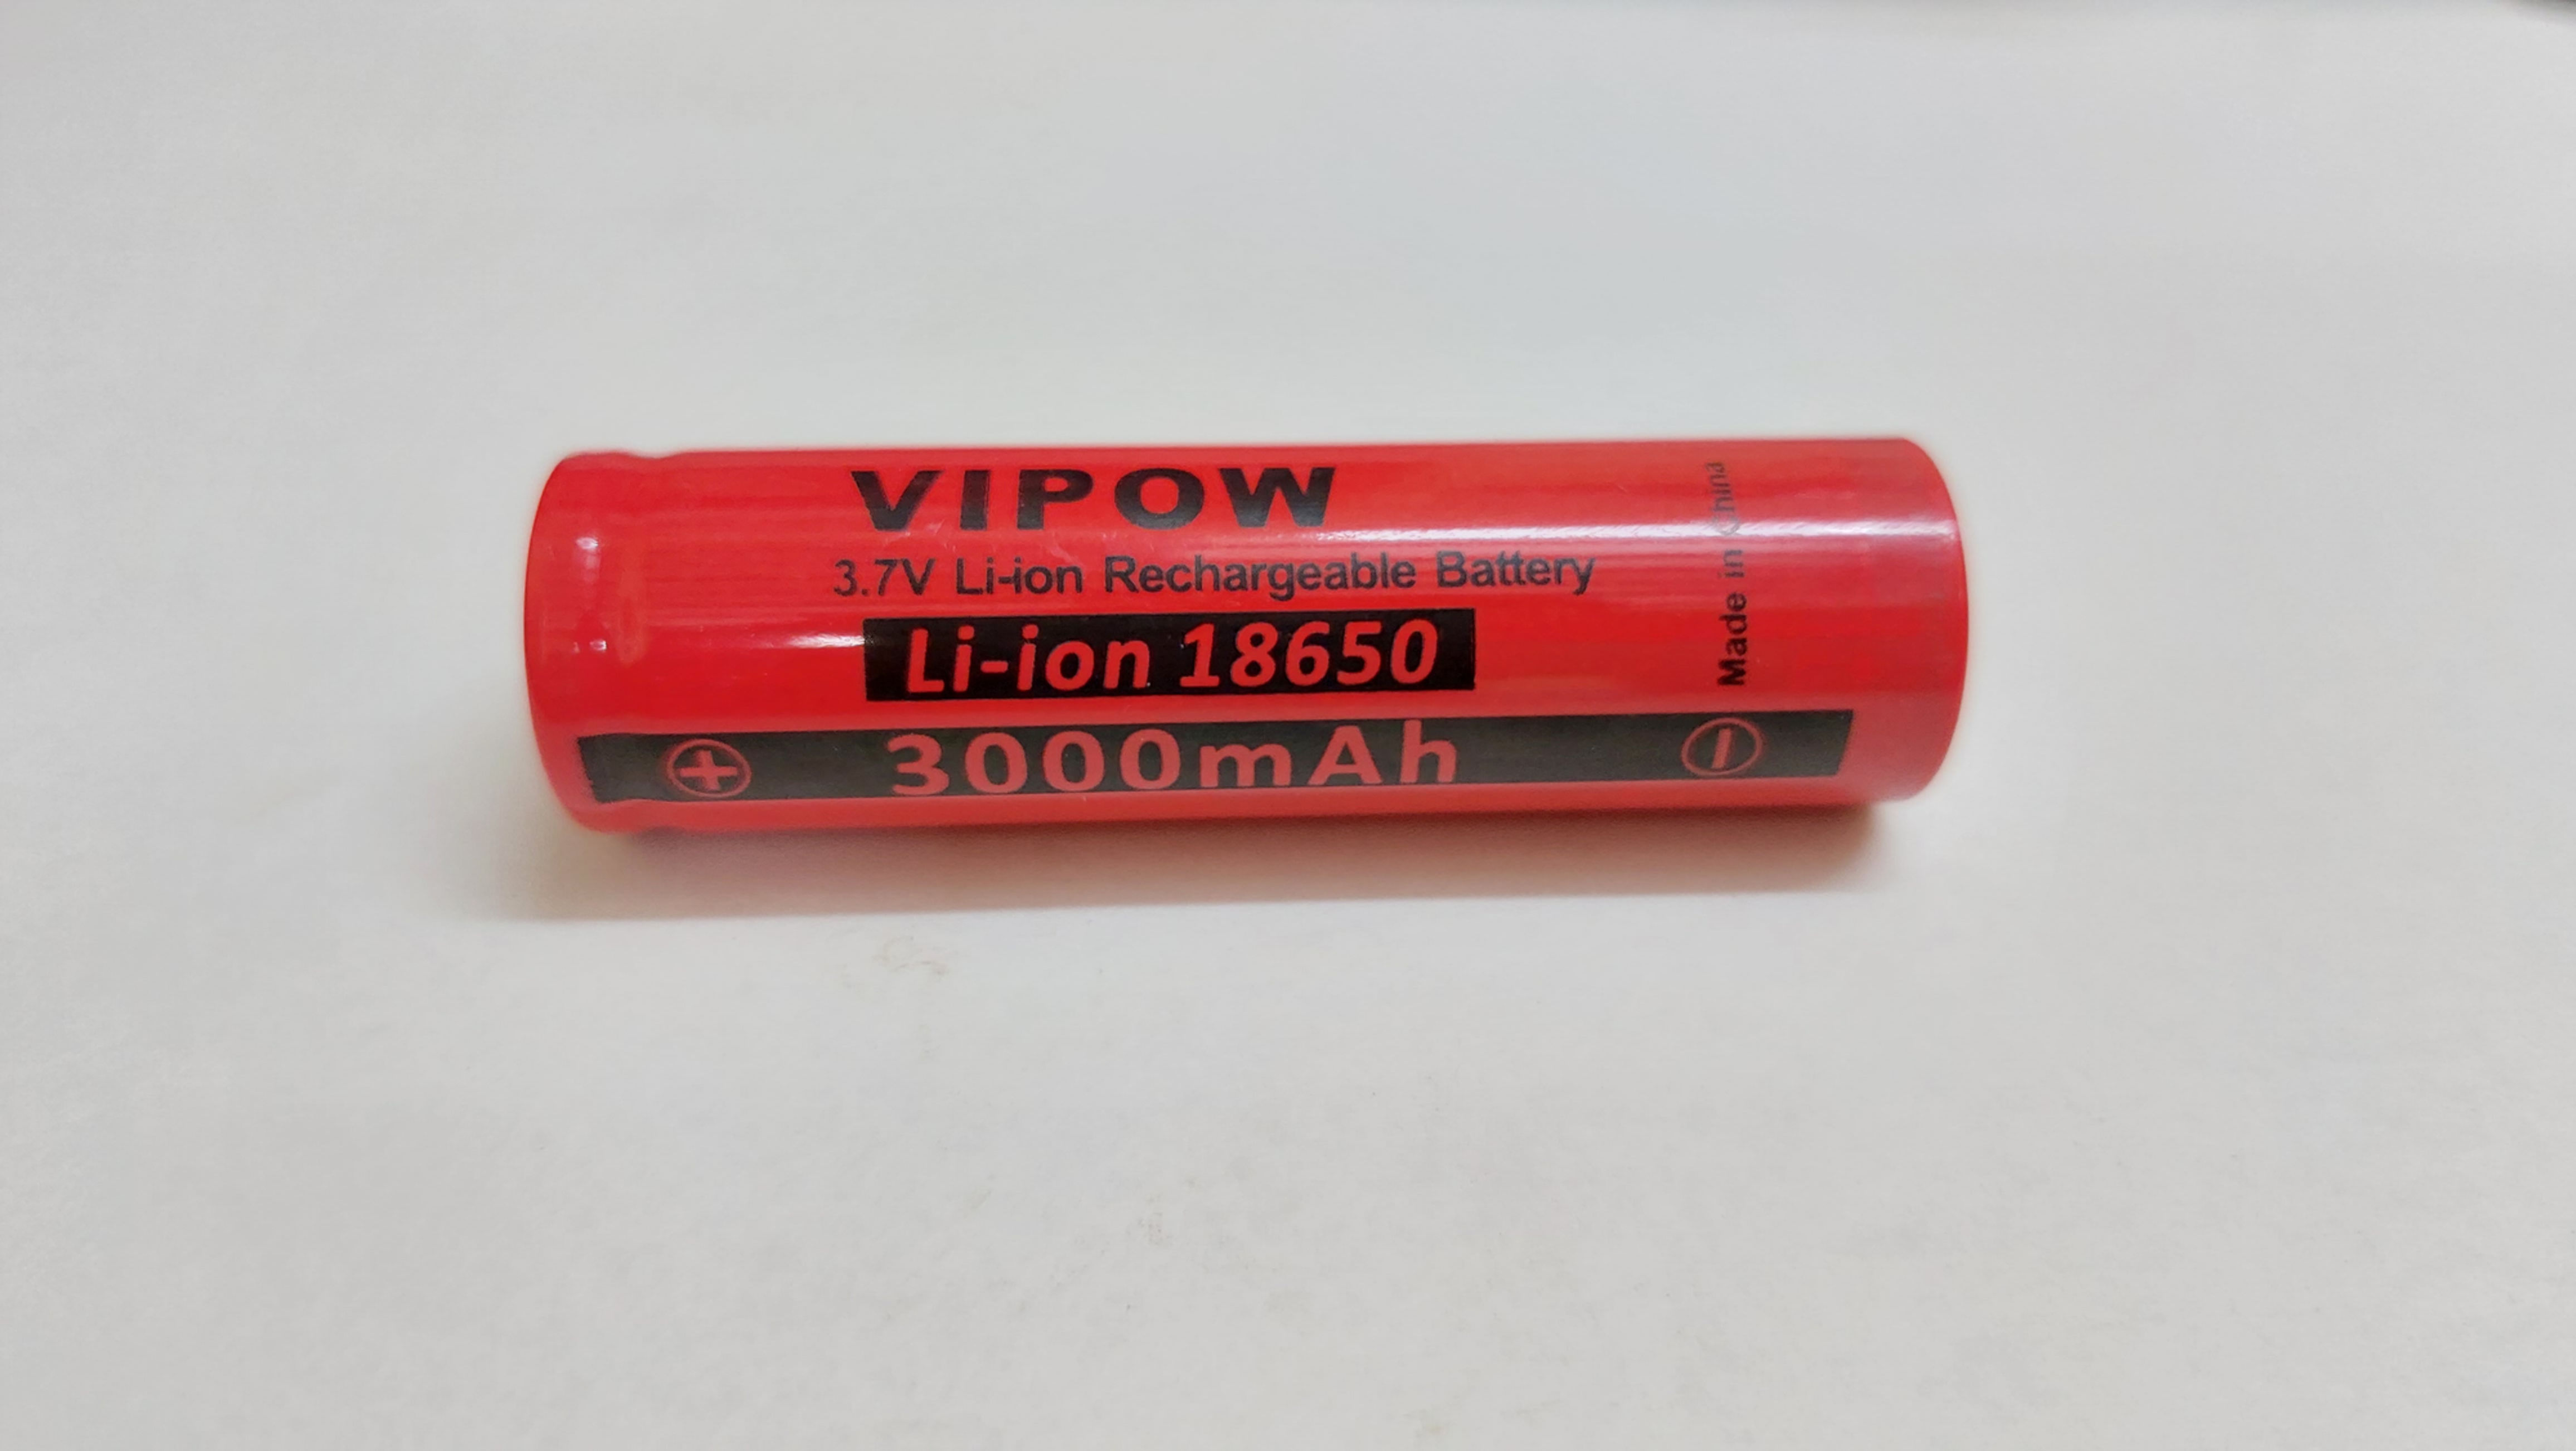 VIPOW
3.7V Li-ion Rechargeable Battery
Li-ion 18650
+ 3000mAh -
Made in China